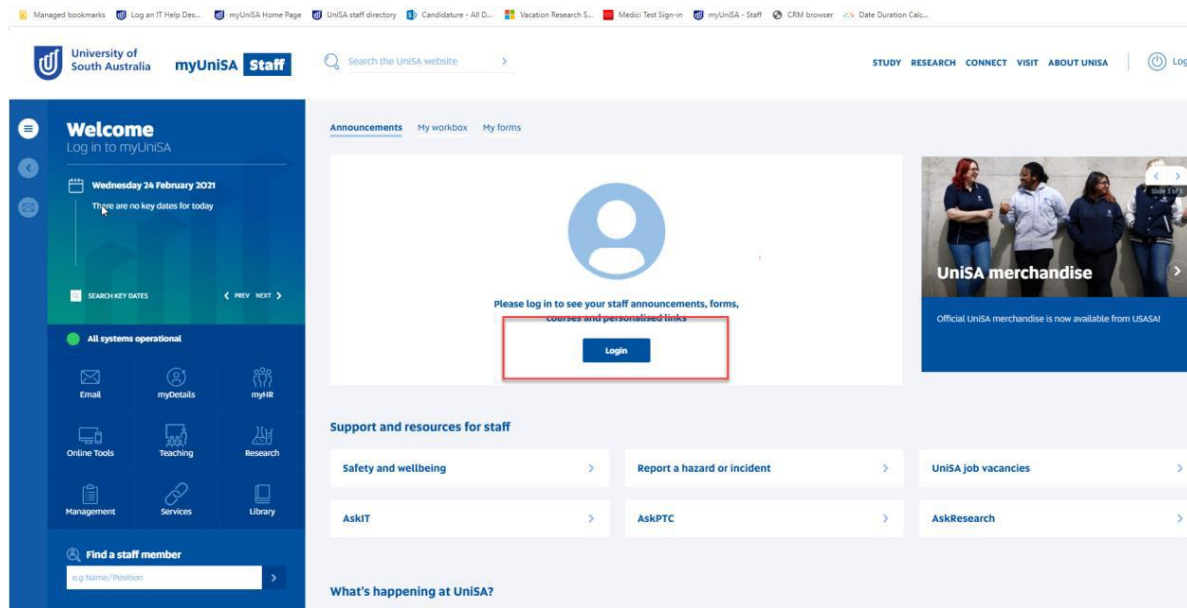 Managed bookmarks Log an IT Help Des... myUniSA Home Page UniSA staff directory Candidature - All D... Vacation Research S... Medici Test Sign-in myUniSA - Staff CRM browser Date Duration Calc...
University of
South Australia
myUniSA Staff
Search the UniSA website
STUDY RESEARCH CONNECT VISIT ABOUT UNISA
Log
Welcome
Log in to myUniSA
Wednesday 24 February 2021
There are no key dates for today
SEARCH KEY DATES PREV NEXT
All systems operational
Email myDetails myHR
Online Tools Teaching Research
Management Services Library
Find a staff member
e.g Name/Position
Announcements My workbox My forms
Please log in to see your staff announcements, forms,
courses and personalised links
Login
Slide 1 of 6
UniSA merchandise
Official UniSA merchandise is now available from USASA!
Support and resources for staff
Safety and wellbeing Report a hazard or incident UniSA job vacancies
AskIT AskPTC AskResearch
What's happening at UniSA?